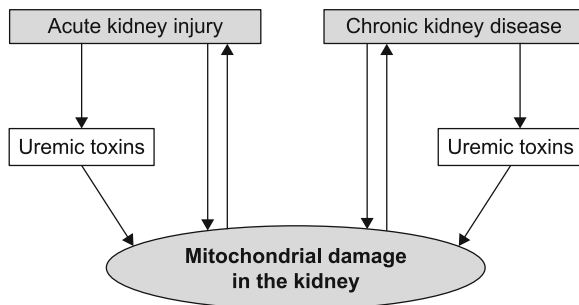 Acute kidney injury
Chronic kidney disease
Uremic toxins
Uremic toxins
Mitochondrial damage
in the kidney